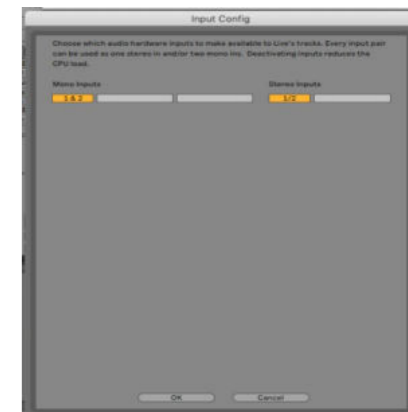 Input Config
Choose which audio hardware inputs to make available to Live's tracks. Every input pair
can be used as one stereo in and/or two mono ins. Deactivating inputs reduces the
CPU load.
Mono Inputs Stereo Inputs
1 & 2 1/2
OK Cancel